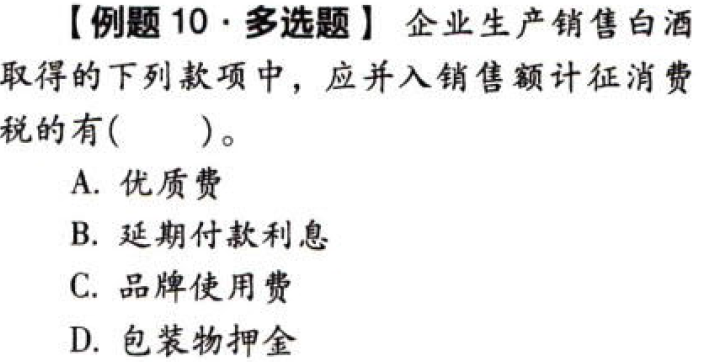 【例题 10·多选题】 企业生产销售白酒
取得的下列款项中，应并入销售额计征消费
税的有(　　)。
A. 优质费
B. 延期付款利息
C. 品牌使用费
D. 包装物押金